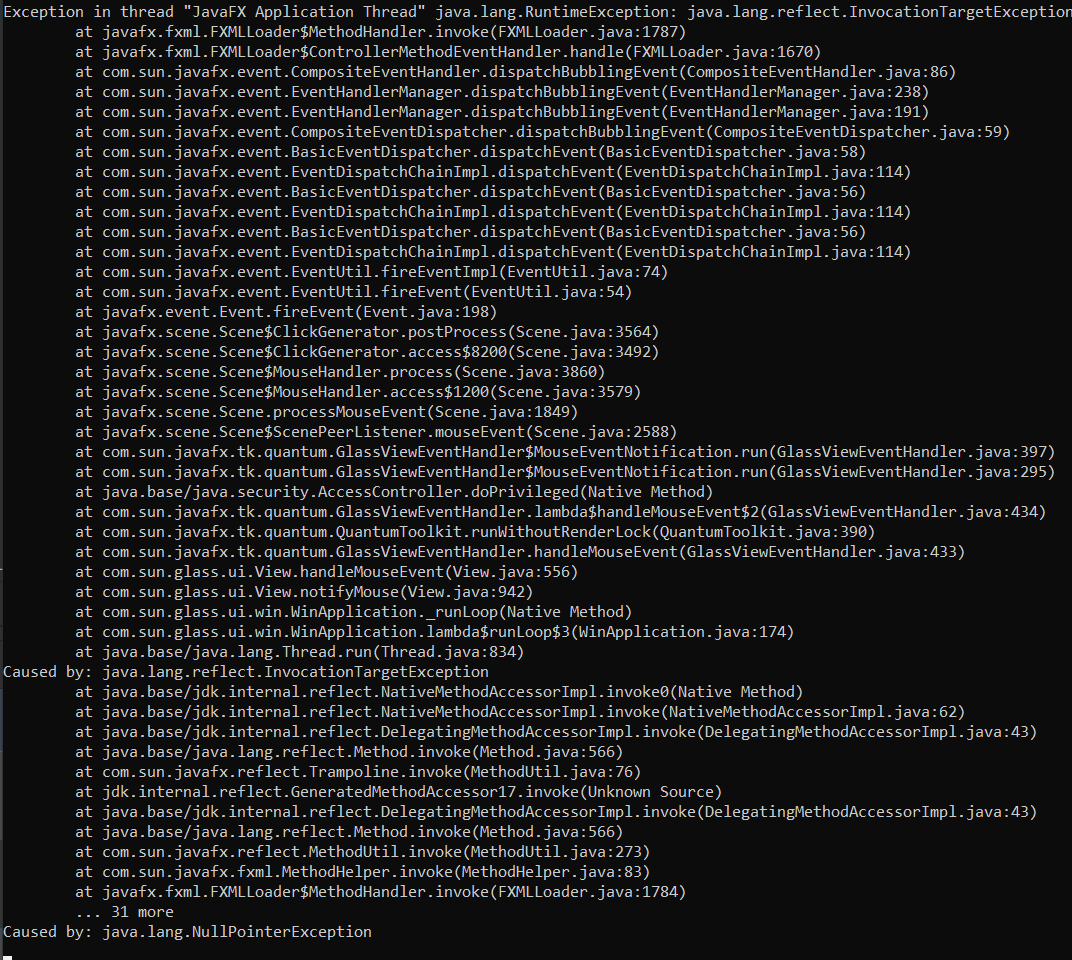 Exception in thread "JavaFX Application Thread" java.lang.RuntimeException: java.lang.reflect.InvocationTargetException
at javafx.fxml.FXMLLoader$MethodHandler.invoke(FXMLLoader.java:1787)
at javafx.fxml.FXMLLoader$ControllerMethodEventHandler.handle(FXMLLoader.java:1670)
at com.sun.javafx.event.CompositeEventHandler.dispatchBubblingEvent(CompositeEventHandler.java:86)
at com.sun.javafx.event.EventHandlerManager.dispatchBubblingEvent(EventHandlerManager.java:238)
at com.sun.javafx.event.EventHandlerManager.dispatchBubblingEvent(EventHandlerManager.java:191)
at com.sun.javafx.event.CompositeEventDispatcher.dispatchBubblingEvent(CompositeEventDispatcher.java:59)
at com.sun.javafx.event.BasicEventDispatcher.dispatchEvent(BasicEventDispatcher.java:58)
at com.sun.javafx.event.EventDispatchChainImpl.dispatchEvent(EventDispatchChainImpl.java:114)
at com.sun.javafx.event.BasicEventDispatcher.dispatchEvent(BasicEventDispatcher.java:56)
at com.sun.javafx.event.EventDispatchChainImpl.dispatchEvent(EventDispatchChainImpl.java:114)
at com.sun.javafx.event.BasicEventDispatcher.dispatchEvent(BasicEventDispatcher.java:56)
at com.sun.javafx.event.EventDispatchChainImpl.dispatchEvent(EventDispatchChainImpl.java:114)
at com.sun.javafx.event.EventUtil.fireEventImpl(EventUtil.java:74)
at com.sun.javafx.event.EventUtil.fireEvent(EventUtil.java:54)
at javafx.event.Event.fireEvent(Event.java:198)
at javafx.scene.Scene$ClickGenerator.postProcess(Scene.java:3564)
at javafx.scene.Scene$ClickGenerator.access$8200(Scene.java:3492)
at javafx.scene.Scene$MouseHandler.process(Scene.java:3860)
at javafx.scene.Scene$MouseHandler.access$1200(Scene.java:3579)
at javafx.scene.Scene.processMouseEvent(Scene.java:1849)
at javafx.scene.Scene$ScenePeerListener.mouseEvent(Scene.java:2588)
at com.sun.javafx.tk.quantum.GlassViewEventHandler$MouseEventNotification.run(GlassViewEventHandler.java:397)
at com.sun.javafx.tk.quantum.GlassViewEventHandler$MouseEventNotification.run(GlassViewEventHandler.java:295)
at java.base/java.security.AccessController.doPrivileged(Native Method)
at com.sun.javafx.tk.quantum.GlassViewEventHandler.lambda$handleMouseEvent$2(GlassViewEventHandler.java:434)
at com.sun.javafx.tk.quantum.QuantumToolkit.runWithoutRenderLock(QuantumToolkit.java:390)
at com.sun.javafx.tk.quantum.GlassViewEventHandler.handleMouseEvent(GlassViewEventHandler.java:433)
at com.sun.glass.ui.View.handleMouseEvent(View.java:556)
at com.sun.glass.ui.View.notifyMouse(View.java:942)
at com.sun.glass.ui.win.WinApplication._runLoop(Native Method)
at com.sun.glass.ui.win.WinApplication.lambda$runLoop$3(WinApplication.java:174)
at java.base/java.lang.Thread.run(Thread.java:834)
Caused by: java.lang.reflect.InvocationTargetException
at java.base/jdk.internal.reflect.NativeMethodAccessorImpl.invoke0(Native Method)
at java.base/jdk.internal.reflect.NativeMethodAccessorImpl.invoke(NativeMethodAccessorImpl.java:62)
at java.base/jdk.internal.reflect.DelegatingMethodAccessorImpl.invoke(DelegatingMethodAccessorImpl.java:43)
at java.base/java.lang.reflect.Method.invoke(Method.java:566)
at com.sun.javafx.reflect.Trampoline.invoke(MethodUtil.java:76)
at jdk.internal.reflect.GeneratedMethodAccessor17.invoke(Unknown Source)
at java.base/jdk.internal.reflect.DelegatingMethodAccessorImpl.invoke(DelegatingMethodAccessorImpl.java:43)
at java.base/java.lang.reflect.Method.invoke(Method.java:566)
at com.sun.javafx.reflect.MethodUtil.invoke(MethodUtil.java:273)
at com.sun.javafx.fxml.MethodHelper.invoke(MethodHelper.java:83)
at javafx.fxml.FXMLLoader$MethodHandler.invoke(FXMLLoader.java:1784)
... 31 more
Caused by: java.lang.NullPointerException